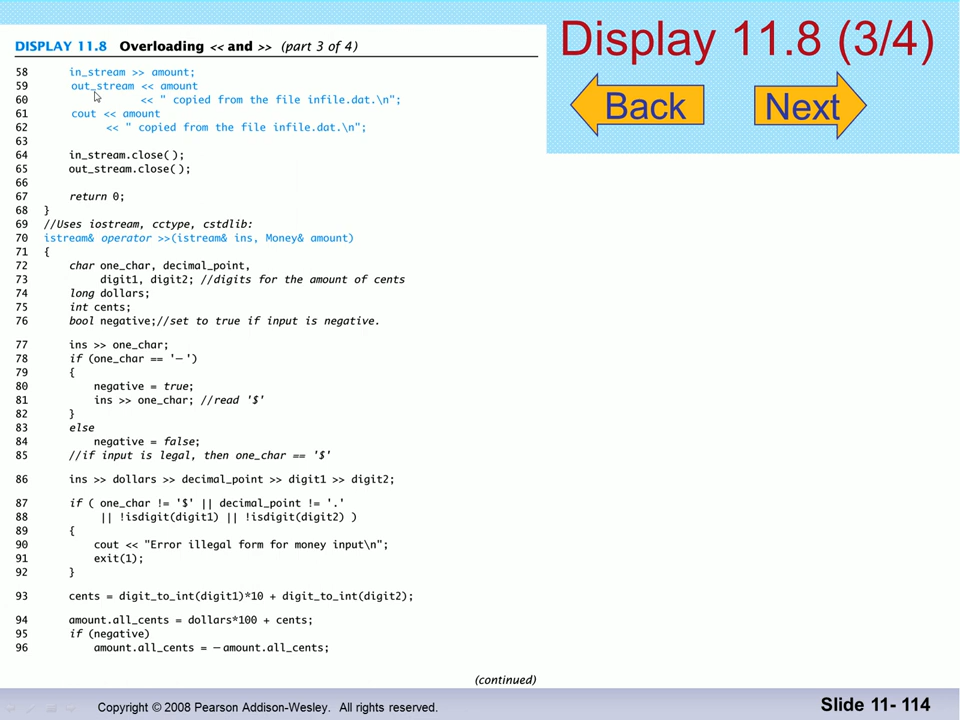 DISPLAY 11.8 Overloading << and >> (part 3 of 4)
Display 11.8 (3/4)
Back
Next
58 in_stream >> amount;
59 out_stream << amount
60 << " copied from the file infile.dat.\n";
61 cout << amount
62 << " copied from the file infile.dat.\n";
63
64 in_stream.close( );
65 out_stream.close( );
66
67 return 0;
68 }
69 //Uses iostream, cctype, cstdlib:
70 istream& operator >>(istream& ins, Money& amount)
71 {
72 char one_char, decimal_point,
73 digit1, digit2; //digits for the amount of cents
74 long dollars;
75 int cents;
76 bool negative;//set to true if input is negative.
77 ins >> one_char;
78 if (one_char == '–')
79 {
80 negative = true;
81 ins >> one_char; //read '$'
82 }
83 else
84 negative = false;
85 //if input is legal, then one_char == '$'
86 ins >> dollars >> decimal_point >> digit1 >> digit2;
87 if ( one_char != '$' || decimal_point != '.'
88 || !isdigit(digit1) || !isdigit(digit2) )
89 {
90 cout << "Error illegal form for money input\n";
91 exit(1);
92 }
93 cents = digit_to_int(digit1)*10 + digit_to_int(digit2);
94 amount.all_cents = dollars*100 + cents;
95 if (negative)
96 amount.all_cents = –amount.all_cents;
(continued)
Copyright © 2008 Pearson Addison-Wesley. All rights reserved.
Slide 11- 114